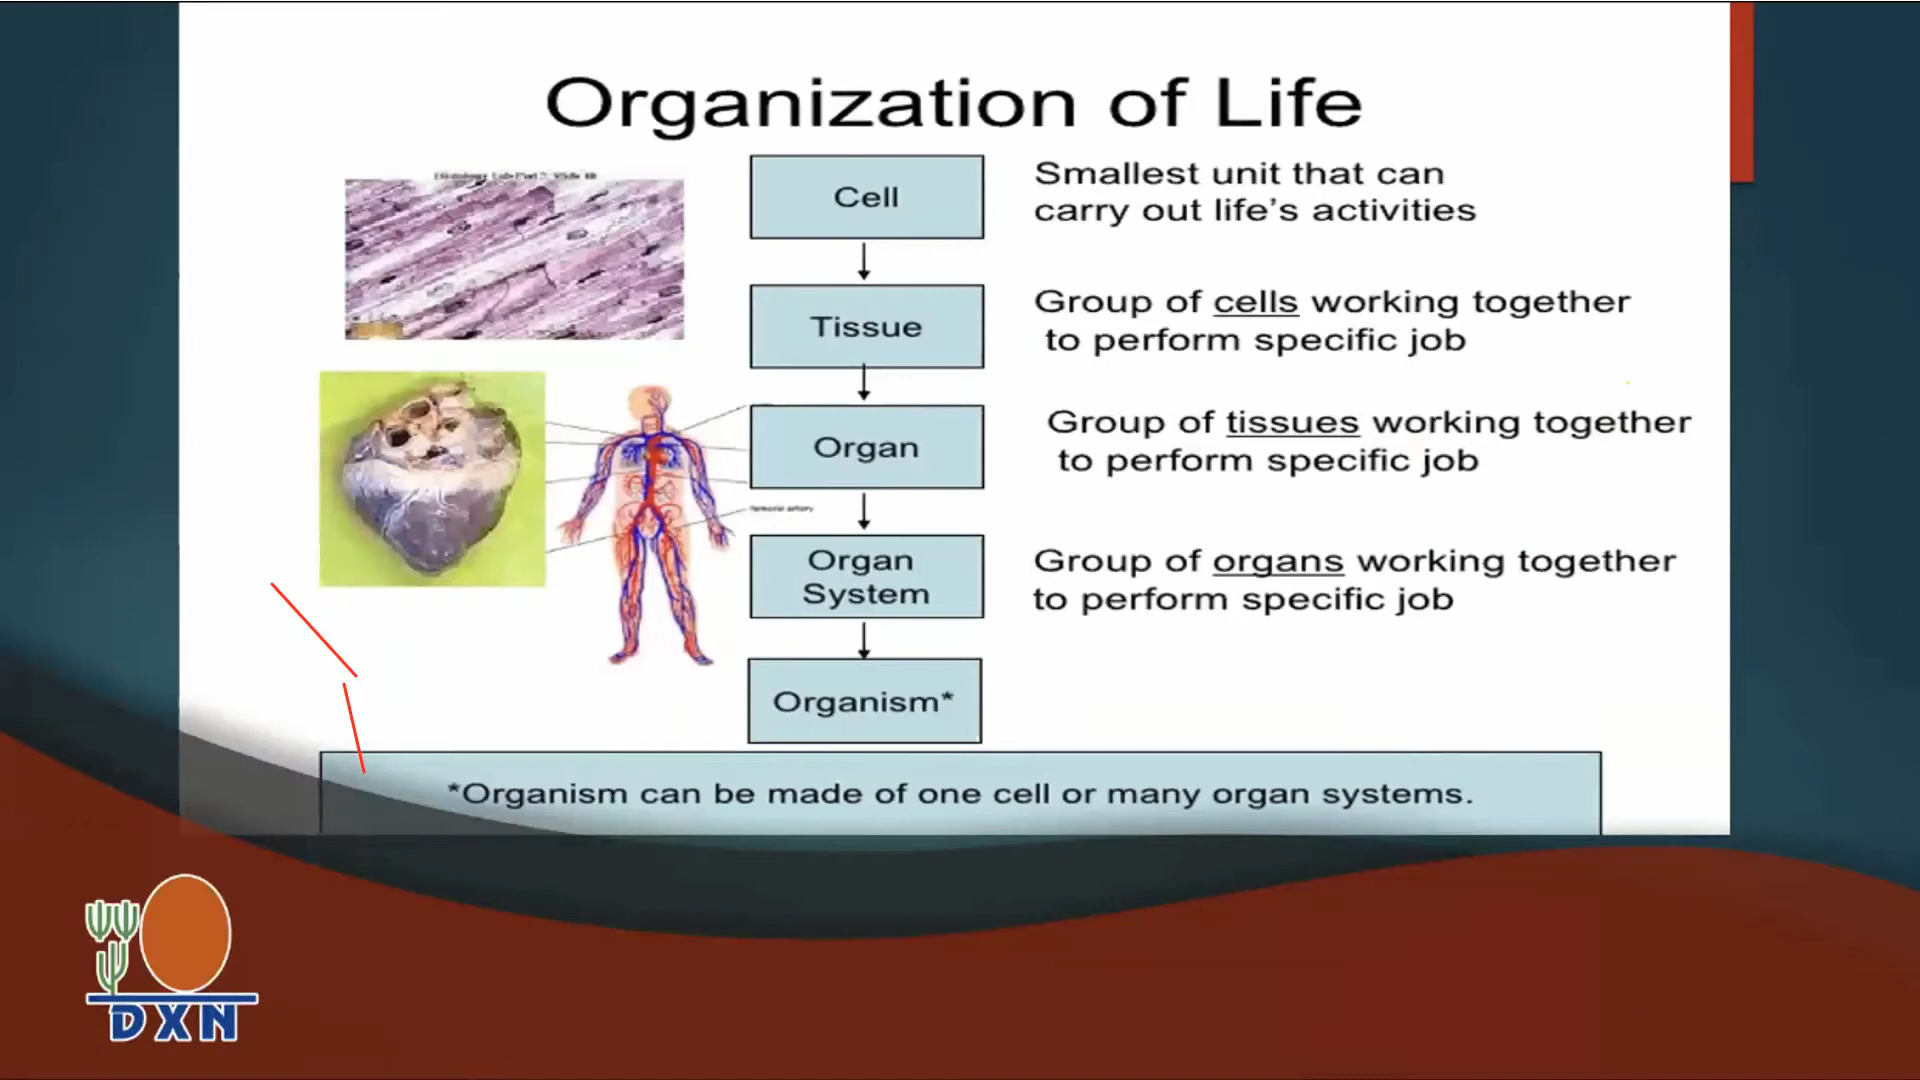 Organization of Life
Cell
Smallest unit that can
carry out life's activities
Tissue
Group of cells working together
to perform specific job
Organ
Group of tissues working together
to perform specific job
femoral artery
Organ
System
Group of organs working together
to perform specific job
Organism*
*Organism can be made of one cell or many organ systems.
DXN